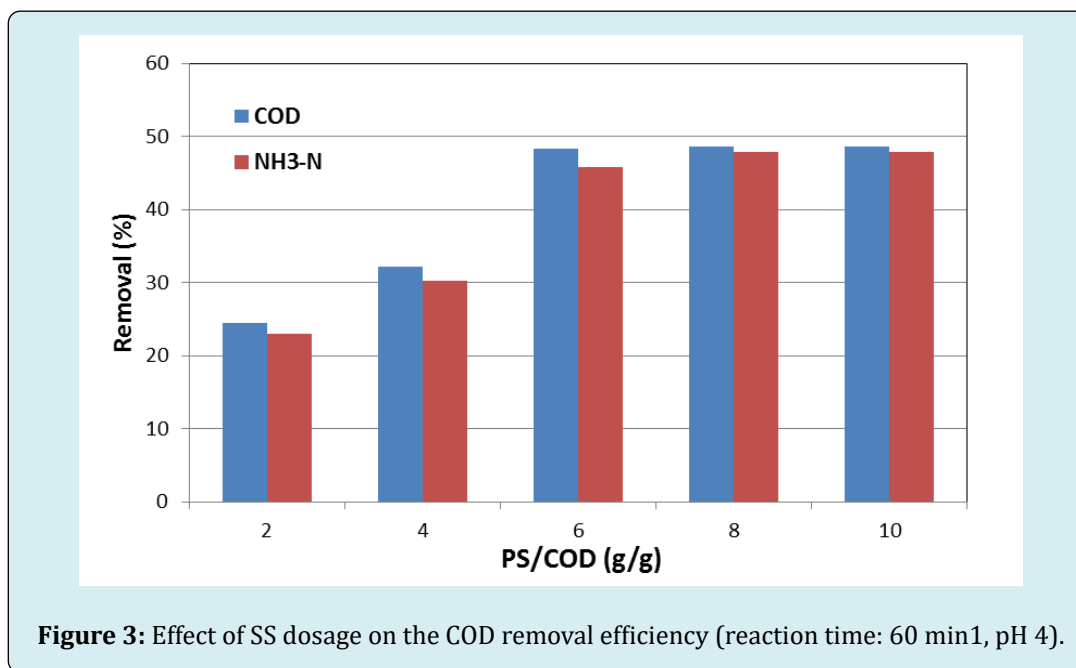 60
50
40
30
20
10
0
Removal (%)
COD
NH3-N
2 4 6 8 10
PS/COD (g/g)
Figure 3: Effect of SS dosage on the COD removal efficiency (reaction time: 60 min1, pH 4).